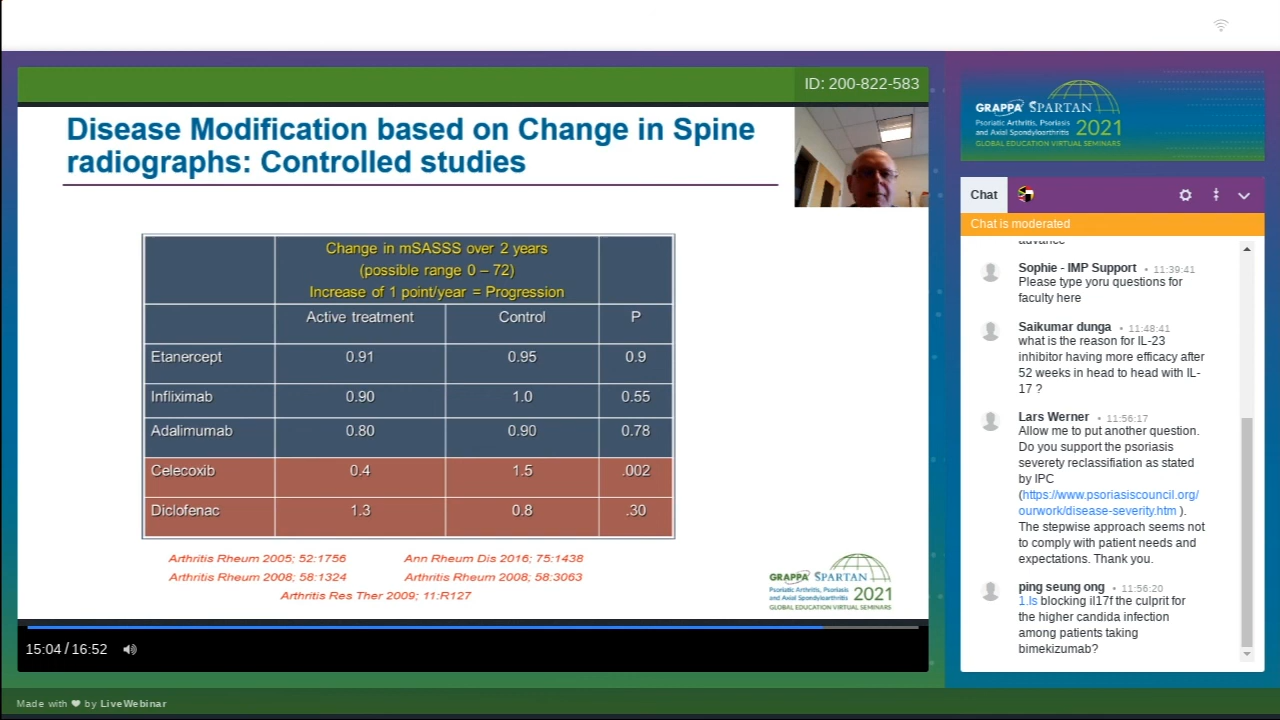 ID: 200-822-583
Disease Modification based on Change in Spine
radiographs: Controlled studies
Change in mSASSS over 2 years
(possible range 0 – 72)
Increase of 1 point/year = Progression
Active treatment Control P
Etanercept 0.91 0.95 0.9
Infliximab 0.90 1.0 0.55
Adalimumab 0.80 0.90 0.78
Celecoxib 0.4 1.5 .002
Diclofenac 1.3 0.8 .30
Arthritis Rheum 2005; 52:1756 Ann Rheum Dis 2016; 75:1438
Arthritis Rheum 2008; 58:1324 Arthritis Rheum 2008; 58:3063
Arthritis Res Ther 2009; 11:R127
GRAPPA SPARTAN
Psoriatic Arthritis, Psoriasis
and Axial Spondyloarthritis 2021
GLOBAL EDUCATION VIRTUAL SEMINARS
15:04 / 16:52
GRAPPA SPARTAN
Psoriatic Arthritis, Psoriasis
and Axial Spondyloarthritis 2021
GLOBAL EDUCATION VIRTUAL SEMINARS
Chat
Chat is moderated
advance
Sophie - IMP Support • 11:39:41
Please type yoru questions for
faculty here
Saikumar dunga • 11:48:41
what is the reason for IL-23
inhibitor having more efficacy after
52 weeks in head to head with IL-
17 ?
Lars Werner • 11:56:17
Allow me to put another question.
Do you support the psoriasis
severety reclassifiation as stated
by IPC
(https://www.psoriasiscouncil.org/
ourwork/disease-severity.htm ).
The stepwise approach seems not
to comply with patient needs and
expectations. Thank you.
ping seung ong • 11:56:20
1.Is blocking il17f the culprit for
the higher candida infection
among patients taking
bimekizumab?
Made with ❤ by LiveWebinar